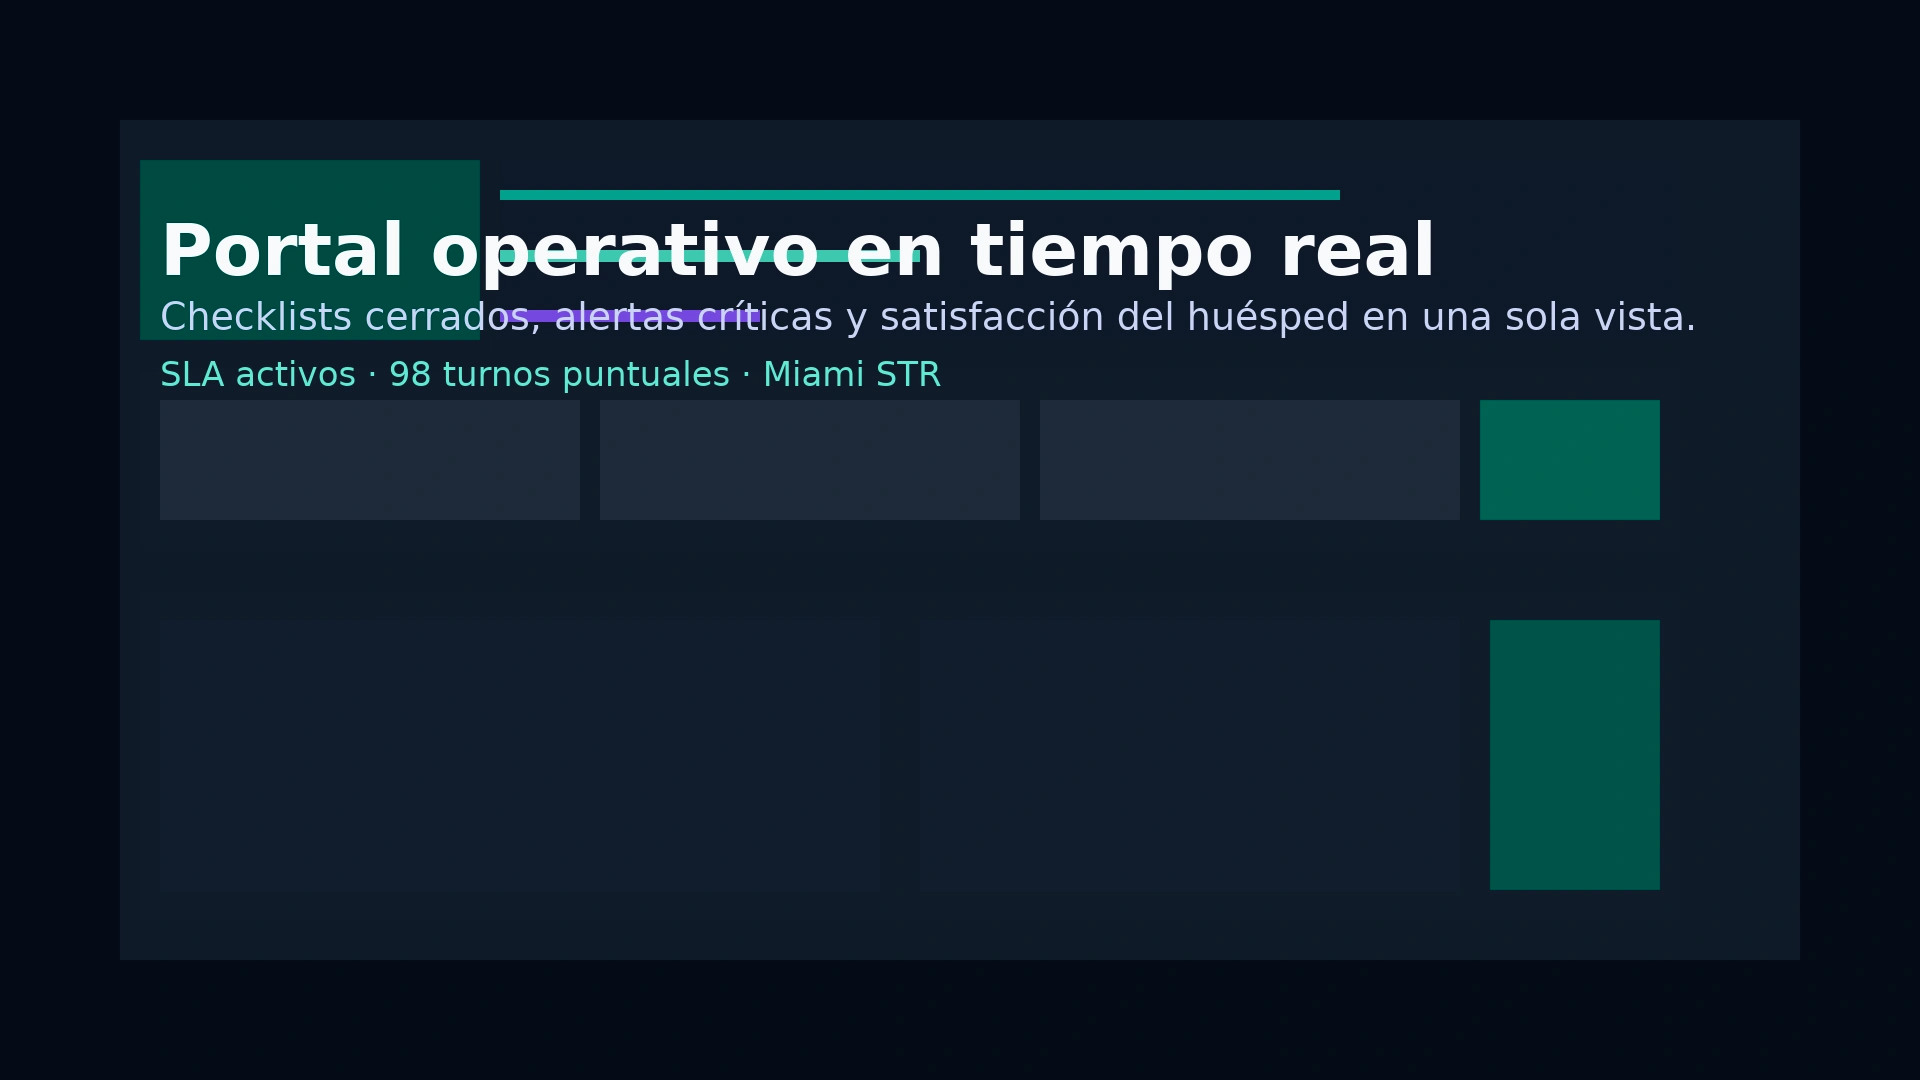 Portal operativo en tiempo real
Checklists cerrados, alertas críticas y satisfacción del huésped en una sola vista.
SLA activos · 98 turnos puntuales · Miami STR